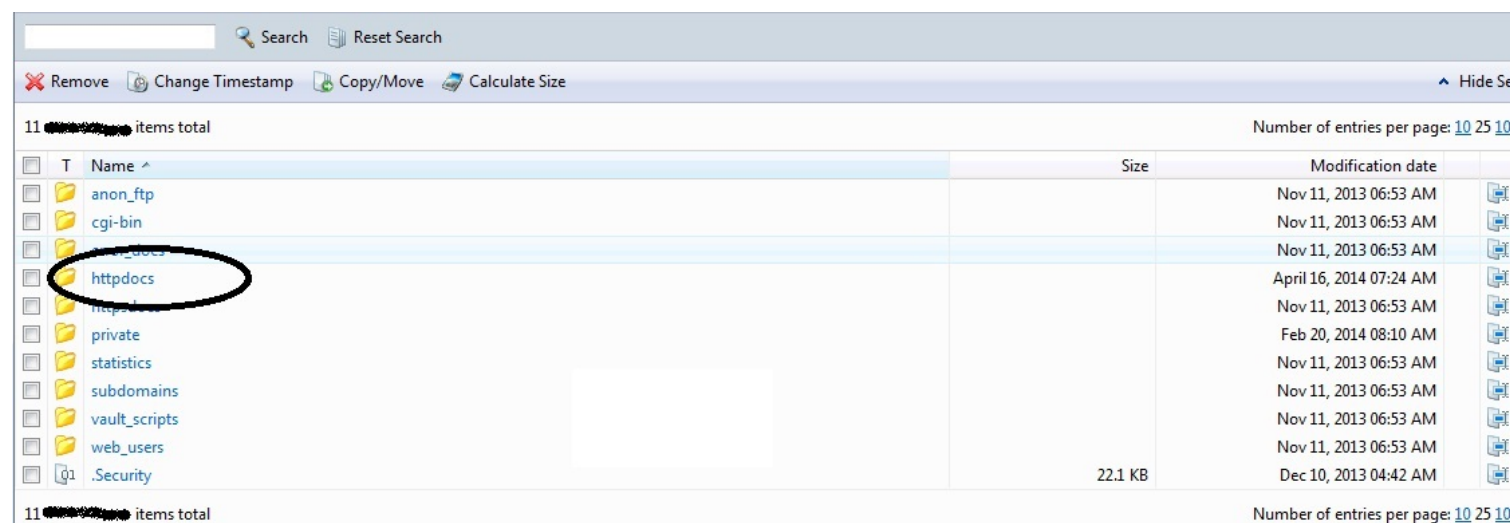 Search Reset Search
Remove Change Timestamp Copy/Move Calculate Size Hide Se
11 items total Number of entries per page: 10 25 10
T Name Size Modification date
anon_ftp Nov 11, 2013 06:53 AM
cgi-bin Nov 11, 2013 06:53 AM
error_docs Nov 11, 2013 06:53 AM
httpdocs April 16, 2014 07:24 AM
httpsdocs Nov 11, 2013 06:53 AM
private Feb 20, 2014 08:10 AM
statistics Nov 11, 2013 06:53 AM
subdomains Nov 11, 2013 06:53 AM
vault_scripts Nov 11, 2013 06:53 AM
web_users Nov 11, 2013 06:53 AM
.Security 22.1 KB Dec 10, 2013 04:42 AM
11 items total Number of entries per page: 10 25 10